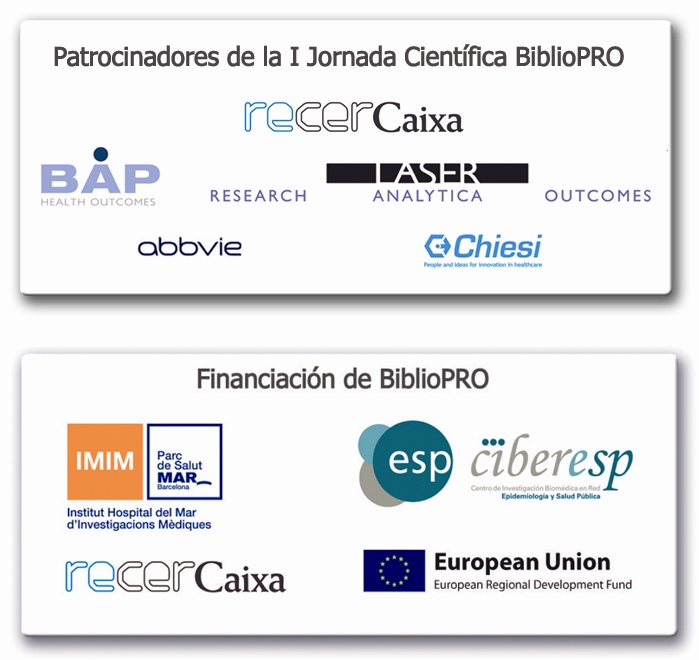 Patrocinadores de la I Jornada Científica BiblioPRO
recerCaixa
BAP
HEALTH OUTCOMES
LASER
RESEARCH ANALYTICA OUTCOMES
abbvie
Chiesi
People and ideas for innovation in healthcare
Financiación de BiblioPRO
IMIM
Parc
de Salut
MAR
Barcelona
Institut Hospital del Mar
d'Investigacions Mèdiques
esp
ciberesp
Centro de Investigación Biomédica en Red
Epidemiología y Salud Pública
recerCaixa
European Union
European Regional Development Fund